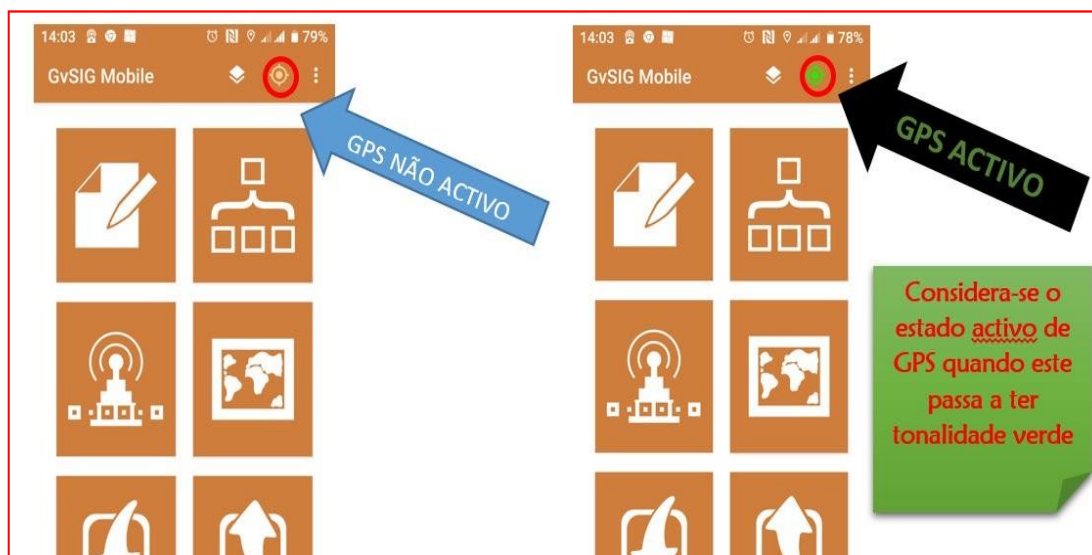 14:03 79%
GvSIG Mobile
GPS NÃO ACTIVO
14:03 78%
GvSIG Mobile
GPS ACTIVO
Considera-se o
estado activo de
GPS quando este
passa a ter
tonalidade verde